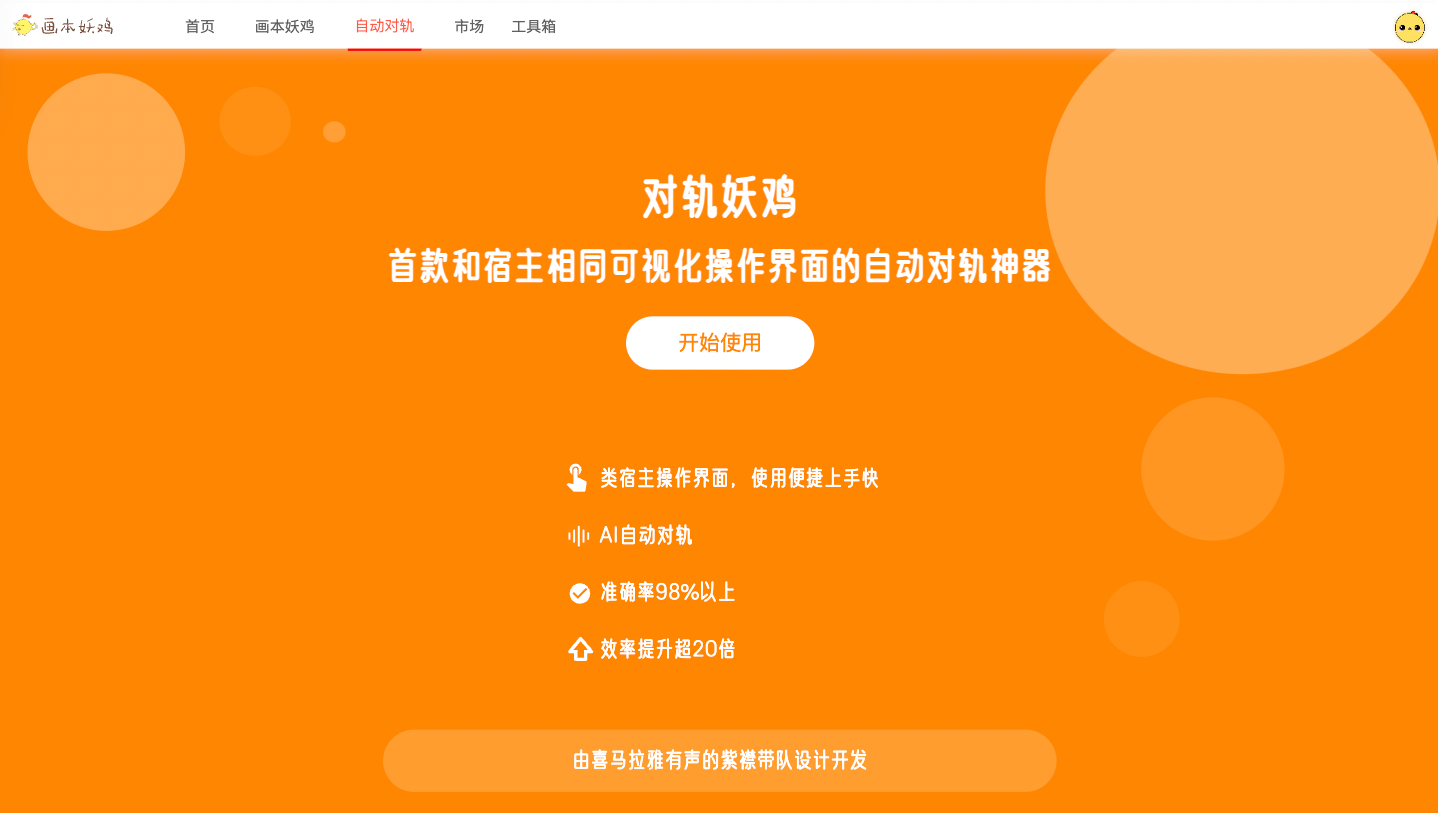 画本妖鸡 首页 画本妖鸡 自动对轨 市场 工具箱
对轨妖鸡
首款和宿主相同可视化操作界面的自动对轨神器
开始使用
类宿主操作界面，使用便捷上手快
AI自动对轨
准确率98%以上
效率提升超20倍
由喜马拉雅有声的紫襟带队设计开发